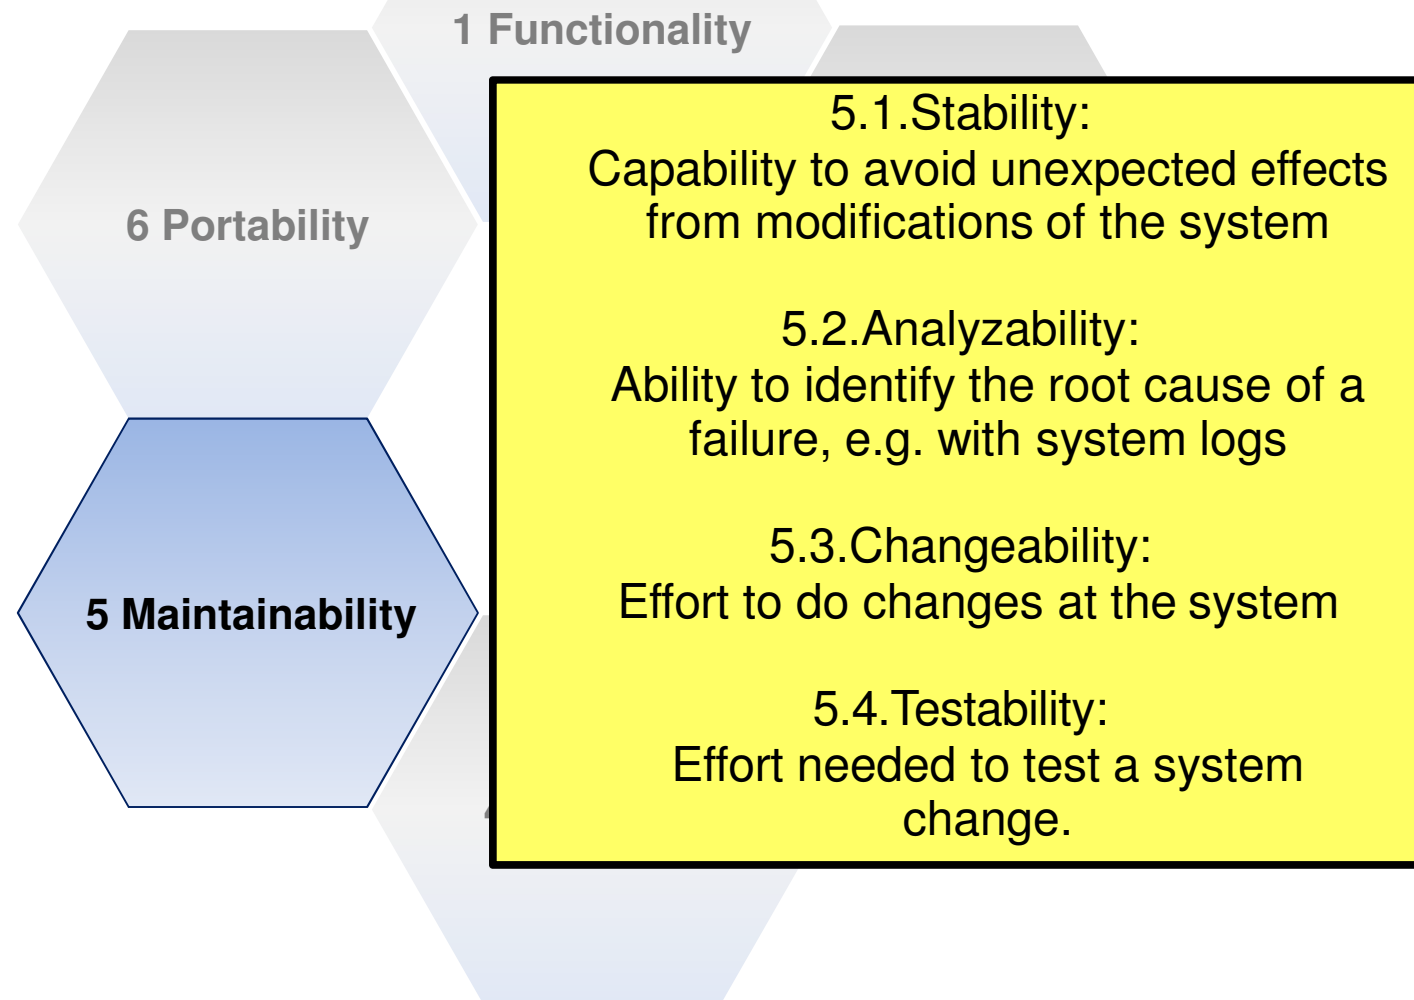 1 Functionality
6 Portability
5 Maintainability
5.1.Stability:
Capability to avoid unexpected effects
from modifications of the system
5.2.Analyzability:
Ability to identify the root cause of a
failure, e.g. with system logs
5.3.Changeability:
Effort to do changes at the system
5.4.Testability:
Effort needed to test a system
change.